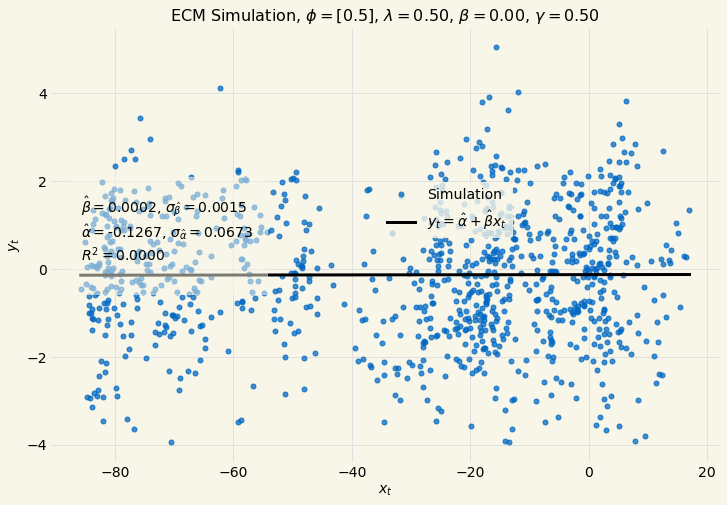 ECM Simulation, ϕ = [0.5], λ = 0.50, β = 0.00, γ = 0.50
4
2
0
−2
−4
y_t
β̂ = 0.0002, σ_β̂ = 0.0015
α̂ = -0.1267, σ_α̂ = 0.0673
R² = 0.0000
Simulation
y_t = α̂ + β̂x_t
−80 −60 −40 −20 0 20
x_t